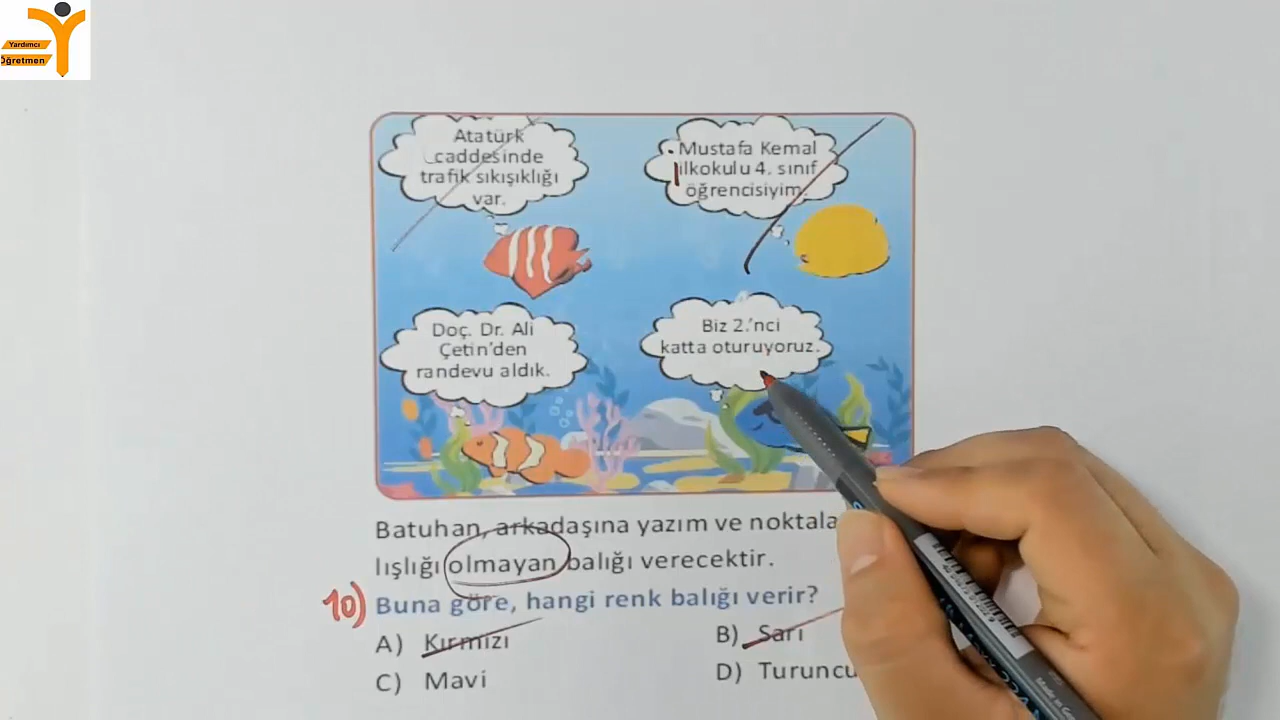 Yardımcı
Öğretmen
Atatürk
caddesinde
trafik sıkışıklığı
var.
Mustafa Kemal
ilkokulu 4. sınıf
öğrencisiyim.
Doç. Dr. Ali
Çetin'den
randevu aldık.
Biz 2.'nci
katta oturuyoruz.
Batuhan, arkadaşına yazım ve noktala
lışlığı olmayan balığı verecektir.
10) Buna göre, hangi renk balığı verir?
A) Kırmızı
B) Sarı
C) Mavi
D) Turuncu